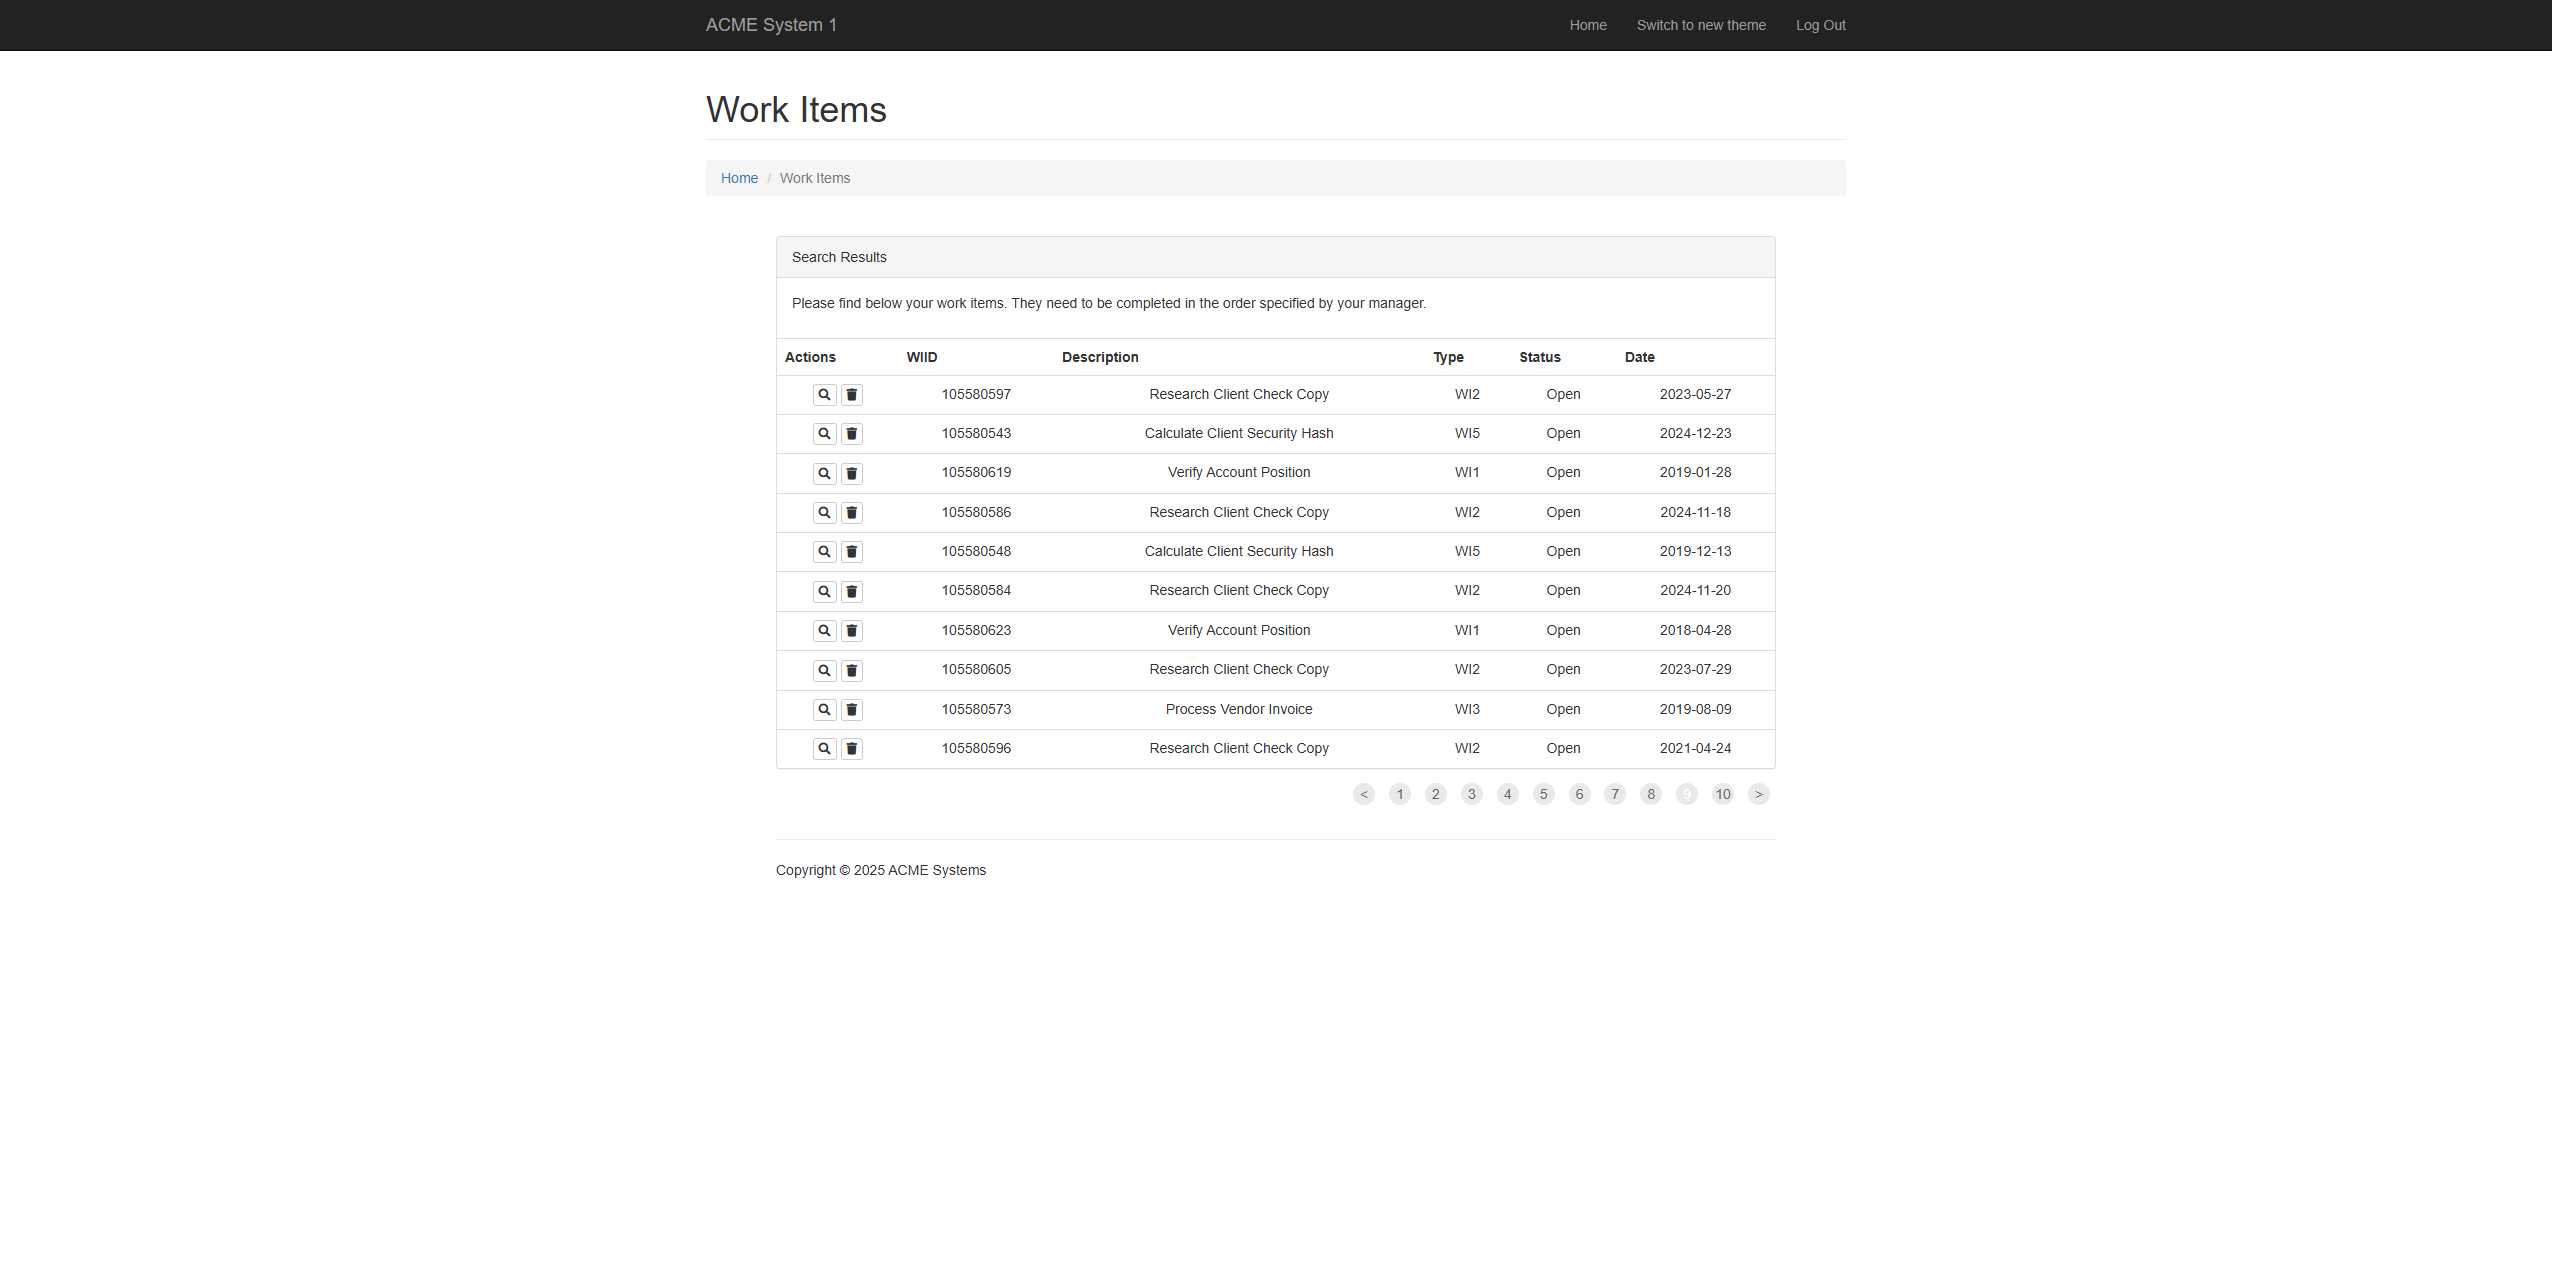 ACME System 1 Home Switch to new theme Log Out
Work Items
Home / Work Items
Search Results
Please find below your work items. They need to be completed in the order specified by your manager.
Actions WIID Description Type Status Date
105580597 Research Client Check Copy WI2 Open 2023-05-27
105580543 Calculate Client Security Hash WI5 Open 2024-12-23
105580619 Verify Account Position WI1 Open 2019-01-28
105580586 Research Client Check Copy WI2 Open 2024-11-18
105580548 Calculate Client Security Hash WI5 Open 2019-12-13
105580584 Research Client Check Copy WI2 Open 2024-11-20
105580623 Verify Account Position WI1 Open 2018-04-28
105580605 Research Client Check Copy WI2 Open 2023-07-29
105580573 Process Vendor Invoice WI3 Open 2019-08-09
105580596 Research Client Check Copy WI2 Open 2021-04-24
< 1 2 3 4 5 6 7 8 9 10 >
Copyright © 2025 ACME Systems